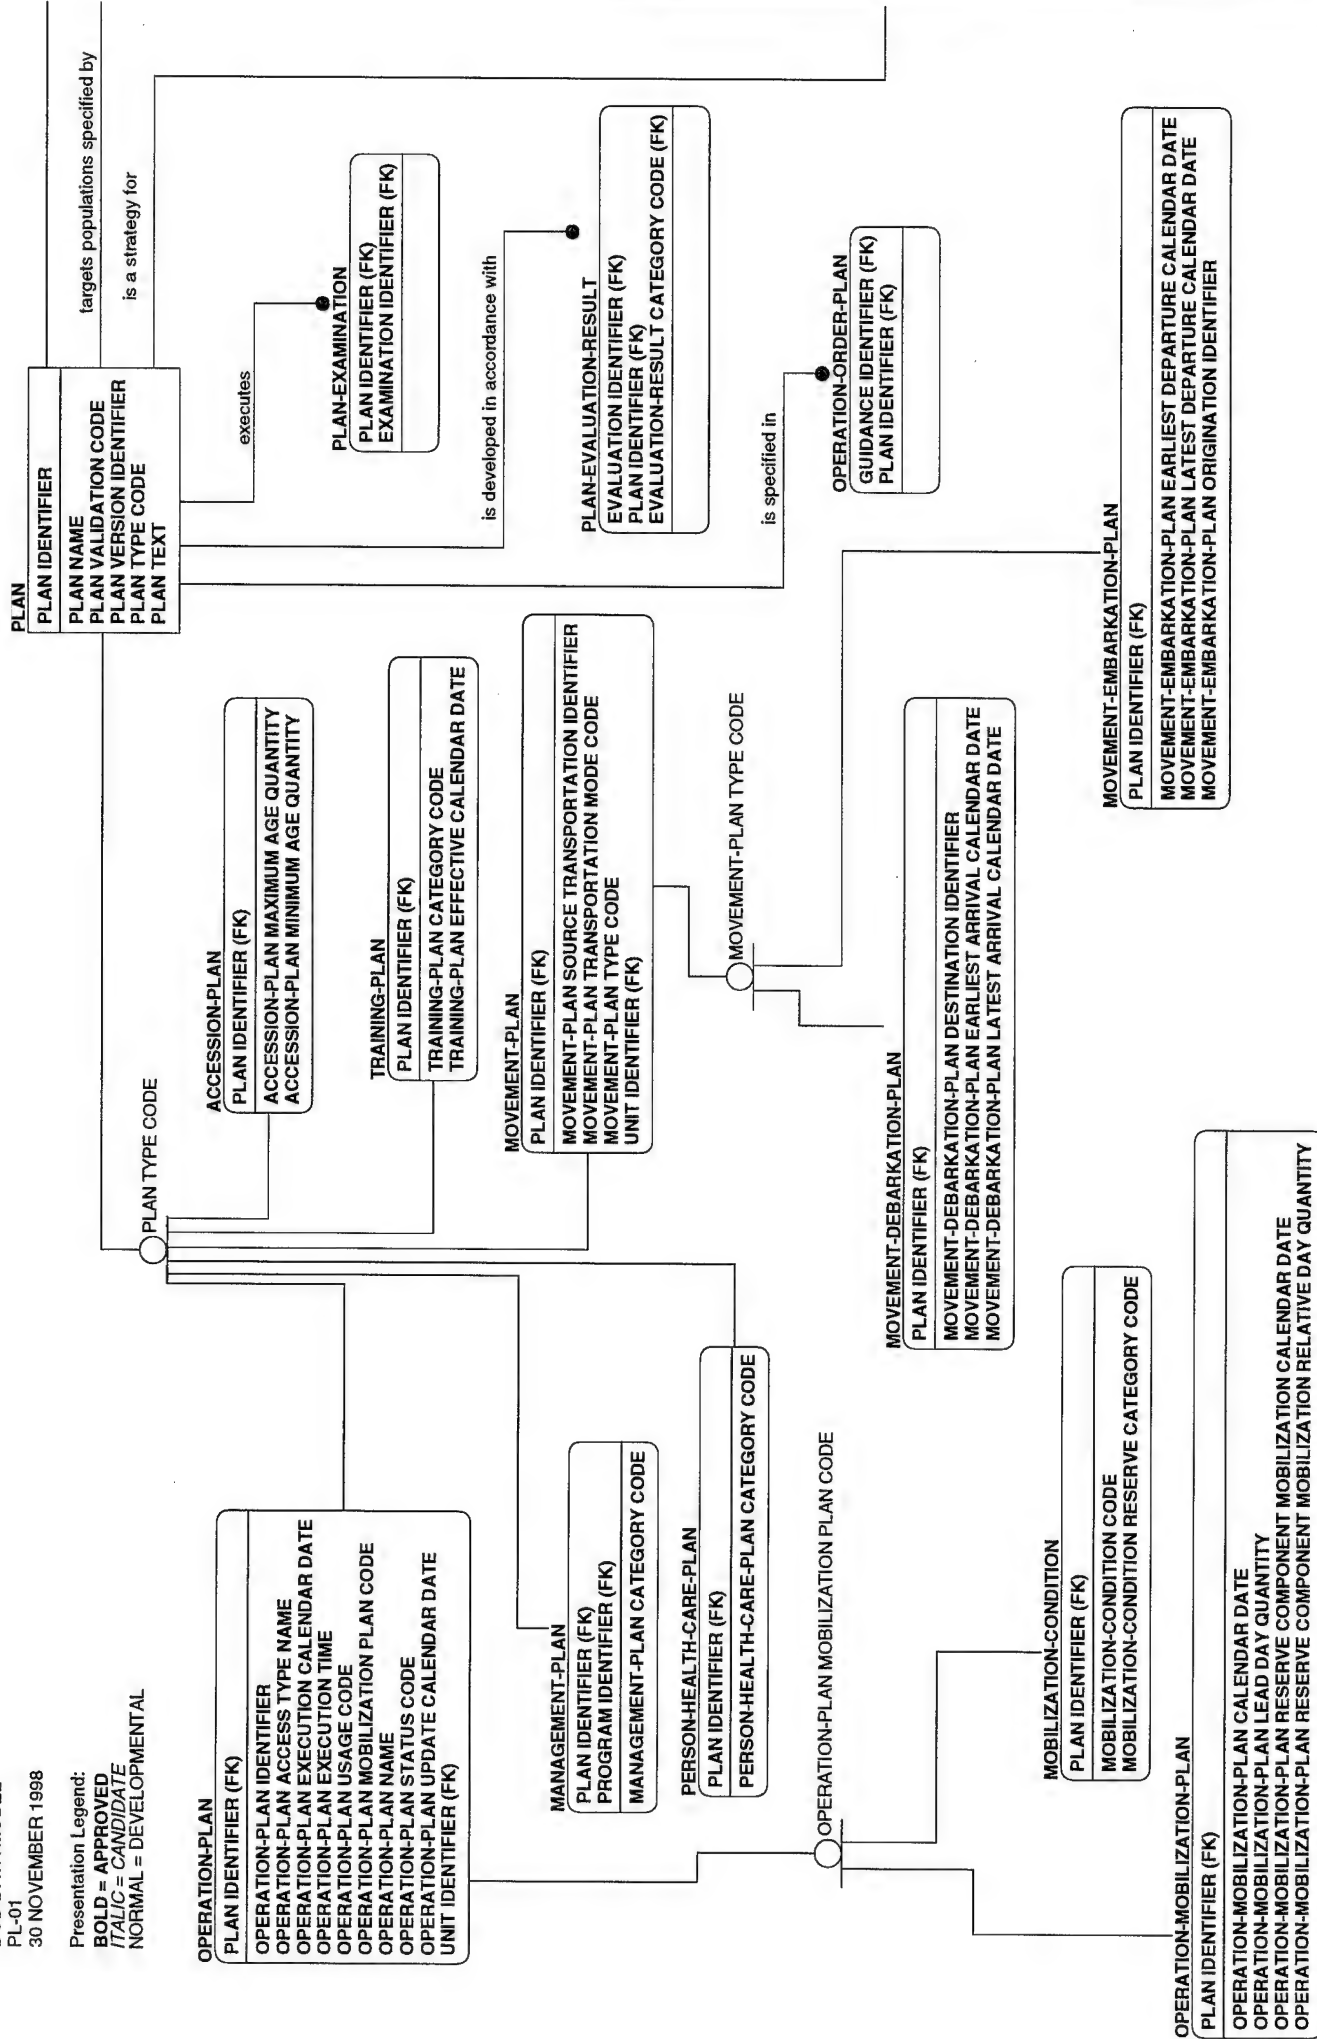 PL-01
30 NOVEMBER 1998
Presentation Legend:
BOLD = APPROVED
ITALIC = CANDIDATE
NORMAL = DEVELOPMENTAL
PLAN
PLAN IDENTIFIER
PLAN NAME
PLAN VALIDATION CODE
PLAN VERSION IDENTIFIER
PLAN TYPE CODE
PLAN TEXT
targets populations specified by
is a strategy for
executes
PLAN-EXAMINATION
PLAN IDENTIFIER (FK)
EXAMINATION IDENTIFIER (FK)
is developed in accordance with
PLAN-EVALUATION-RESULT
EVALUATION IDENTIFIER (FK)
PLAN IDENTIFIER (FK)
EVALUATION-RESULT CATEGORY CODE (FK)
is specified in
OPERATION-ORDER-PLAN
GUIDANCE IDENTIFIER (FK)
PLAN IDENTIFIER (FK)
PLAN TYPE CODE
ACCESSION-PLAN
PLAN IDENTIFIER (FK)
ACCESSION-PLAN MAXIMUM AGE QUANTITY
ACCESSION-PLAN MINIMUM AGE QUANTITY
TRAINING-PLAN
PLAN IDENTIFIER (FK)
TRAINING-PLAN CATEGORY CODE
TRAINING-PLAN EFFECTIVE CALENDAR DATE
MOVEMENT-PLAN
PLAN IDENTIFIER (FK)
MOVEMENT-PLAN SOURCE TRANSPORTATION IDENTIFIER
MOVEMENT-PLAN TRANSPORTATION MODE CODE
MOVEMENT-PLAN TYPE CODE
UNIT IDENTIFIER (FK)
MOVEMENT-PLAN TYPE CODE
MOVEMENT-DEBARKATION-PLAN
PLAN IDENTIFIER (FK)
MOVEMENT-DEBARKATION-PLAN DESTINATION IDENTIFIER
MOVEMENT-DEBARKATION-PLAN EARLIEST ARRIVAL CALENDAR DATE
MOVEMENT-DEBARKATION-PLAN LATEST ARRIVAL CALENDAR DATE
MOVEMENT-EMBARKATION-PLAN
PLAN IDENTIFIER (FK)
MOVEMENT-EMBARKATION-PLAN EARLIEST DEPARTURE CALENDAR DATE
MOVEMENT-EMBARKATION-PLAN LATEST DEPARTURE CALENDAR DATE
MOVEMENT-EMBARKATION-PLAN ORIGINATION IDENTIFIER
OPERATION-PLAN
PLAN IDENTIFIER (FK)
OPERATION-PLAN IDENTIFIER
OPERATION-PLAN ACCESS TYPE NAME
OPERATION-PLAN EXECUTION CALENDAR DATE
OPERATION-PLAN EXECUTION TIME
OPERATION-PLAN USAGE CODE
OPERATION-PLAN MOBILIZATION PLAN CODE
OPERATION-PLAN NAME
OPERATION-PLAN STATUS CODE
OPERATION-PLAN UPDATE CALENDAR DATE
UNIT IDENTIFIER (FK)
MANAGEMENT-PLAN
PLAN IDENTIFIER (FK)
PROGRAM IDENTIFIER (FK)
MANAGEMENT-PLAN CATEGORY CODE
PERSON-HEALTH-CARE-PLAN
PLAN IDENTIFIER (FK)
PERSON-HEALTH-CARE-PLAN CATEGORY CODE
OPERATION-PLAN MOBILIZATION PLAN CODE
MOBILIZATION-CONDITION
PLAN IDENTIFIER (FK)
MOBILIZATION-CONDITION CODE
MOBILIZATION-CONDITION RESERVE CATEGORY CODE
OPERATION-MOBILIZATION-PLAN
PLAN IDENTIFIER (FK)
OPERATION-MOBILIZATION-PLAN CALENDAR DATE
OPERATION-MOBILIZATION-PLAN LEAD DAY QUANTITY
OPERATION-MOBILIZATION-PLAN RESERVE COMPONENT MOBILIZATION CALENDAR DATE
OPERATION-MOBILIZATION-PLAN RESERVE COMPONENT MOBILIZATION RELATIVE DAY QUANTITY